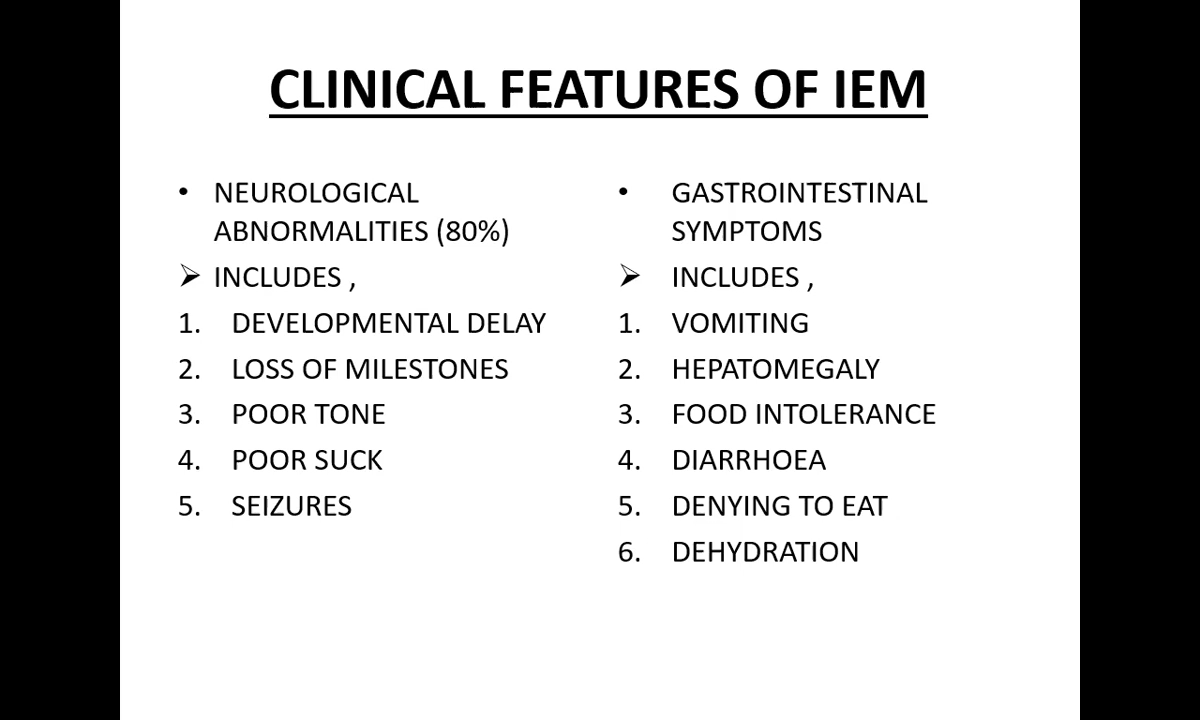 CLINICAL FEATURES OF IEM
• NEUROLOGICAL
ABNORMALITIES (80%)
➢ INCLUDES ,
1. DEVELOPMENTAL DELAY
2. LOSS OF MILESTONES
3. POOR TONE
4. POOR SUCK
5. SEIZURES
• GASTROINTESTINAL
SYMPTOMS
➢ INCLUDES ,
1. VOMITING
2. HEPATOMEGALY
3. FOOD INTOLERANCE
4. DIARRHOEA
5. DENYING TO EAT
6. DEHYDRATION